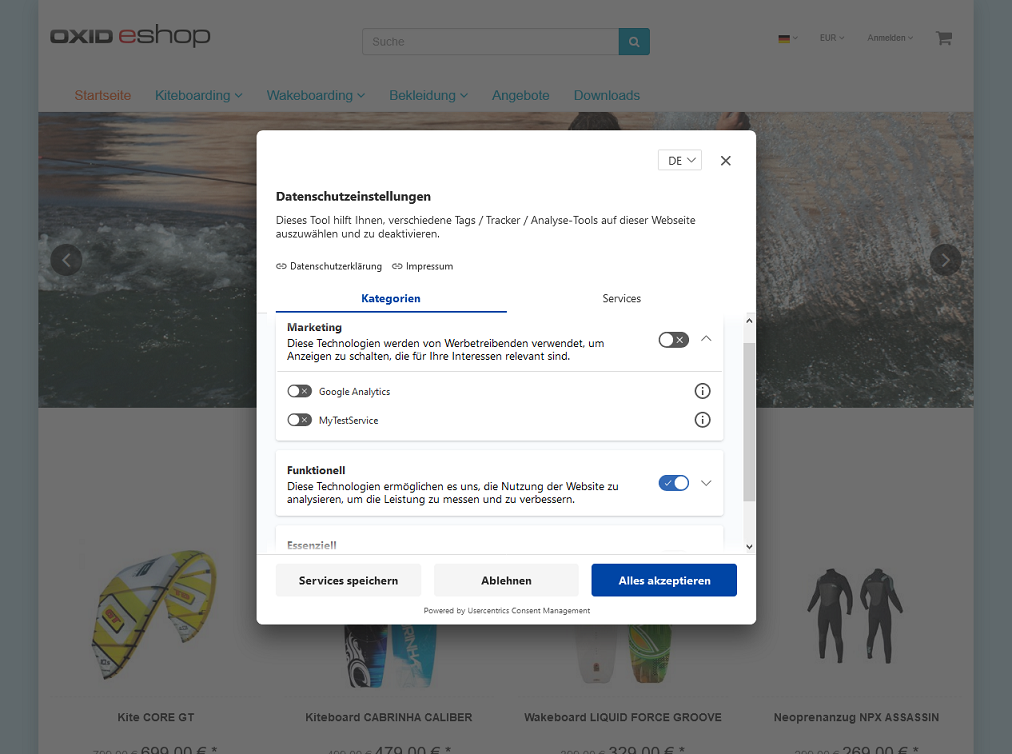 OXID eshop
Suche
EUR
Anmelden
Startseite Kiteboarding Wakeboarding Bekleidung Angebote Downloads
DE
Datenschutzeinstellungen
Dieses Tool hilft Ihnen, verschiedene Tags / Tracker / Analyse-Tools auf dieser Webseite
auszuwählen und zu deaktivieren.
Datenschutzerklärung Impressum
Kategorien Services
Marketing
Diese Technologien werden von Werbetreibenden verwendet, um
Anzeigen zu schalten, die für Ihre Interessen relevant sind.
Google Analytics
MyTestService
Funktionell
Diese Technologien ermöglichen es uns, die Nutzung der Website zu
analysieren, um die Leistung zu messen und zu verbessern.
Essenziell
Services speichern Ablehnen Alles akzeptieren
Powered by Usercentrics Consent Management
Kite CORE GT Kiteboard CABRINHA CALIBER Wakeboard LIQUID FORCE GROOVE Neoprenanzug NPX ASSASSIN
699,00 € * 479,00 € * 329,00 € * 269,00 € *